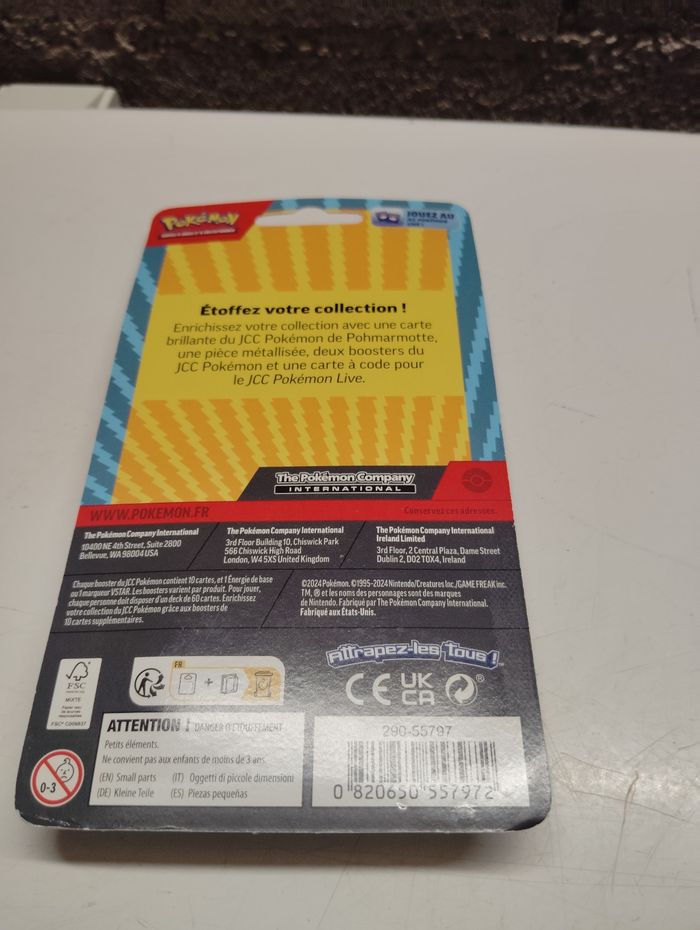 POKÉMON
JOUEZ AU
Étoffez votre collection !
Enrichissez votre collection avec une carte
brillante du JCC Pokémon de Pohmarmotte,
une pièce métallisée, deux boosters du
JCC Pokémon et une carte à code pour
le JCC Pokémon Live.
The Pokémon Company
INTERNATIONAL
WWW.POKEMON.FR
Conservez ces adresses.
The Pokémon Company International
10400 NE 4th Street, Suite 2800
Bellevue, WA 98004 USA
The Pokémon Company International
3rd Floor Building 10, Chiswick Park
566 Chiswick High Road
London, W4 5XS United Kingdom
The Pokémon Company International
Ireland Limited
3rd Floor, 2 Central Plaza, Dame Street
Dublin 2, D02 T0X4, Ireland
Chaque booster du JCC Pokémon contient 10 cartes, et 1 Énergie de base
ou 1 marqueur VSTAR. Les boosters varient par produit. Pour jouer,
chaque personne doit disposer d'un deck de 60 cartes. Enrichissez
votre collection du JCC Pokémon grâce aux boosters de
10 cartes supplémentaires.
©2024 Pokémon. ©1995-2024 Nintendo/Creatures Inc./GAME FREAK inc.
TM, ® et les noms des personnages sont des marques
de Nintendo. Fabriqué par The Pokémon Company International.
Fabriqué aux États-Unis.
Attrapez-les Tous !
FSC
MIXTE
FSC® C009837
FR
+
CE UK
CA ®
ATTENTION ! DANGER D'ÉTOUFFEMENT
Petits éléments.
Ne convient pas aux enfants de moins de 3 ans.
(EN) Small parts (IT) Oggetti di piccole dimensioni
(DE) Kleine Teile (ES) Piezas pequeñas
0-3
290-55797
0 820650 557972